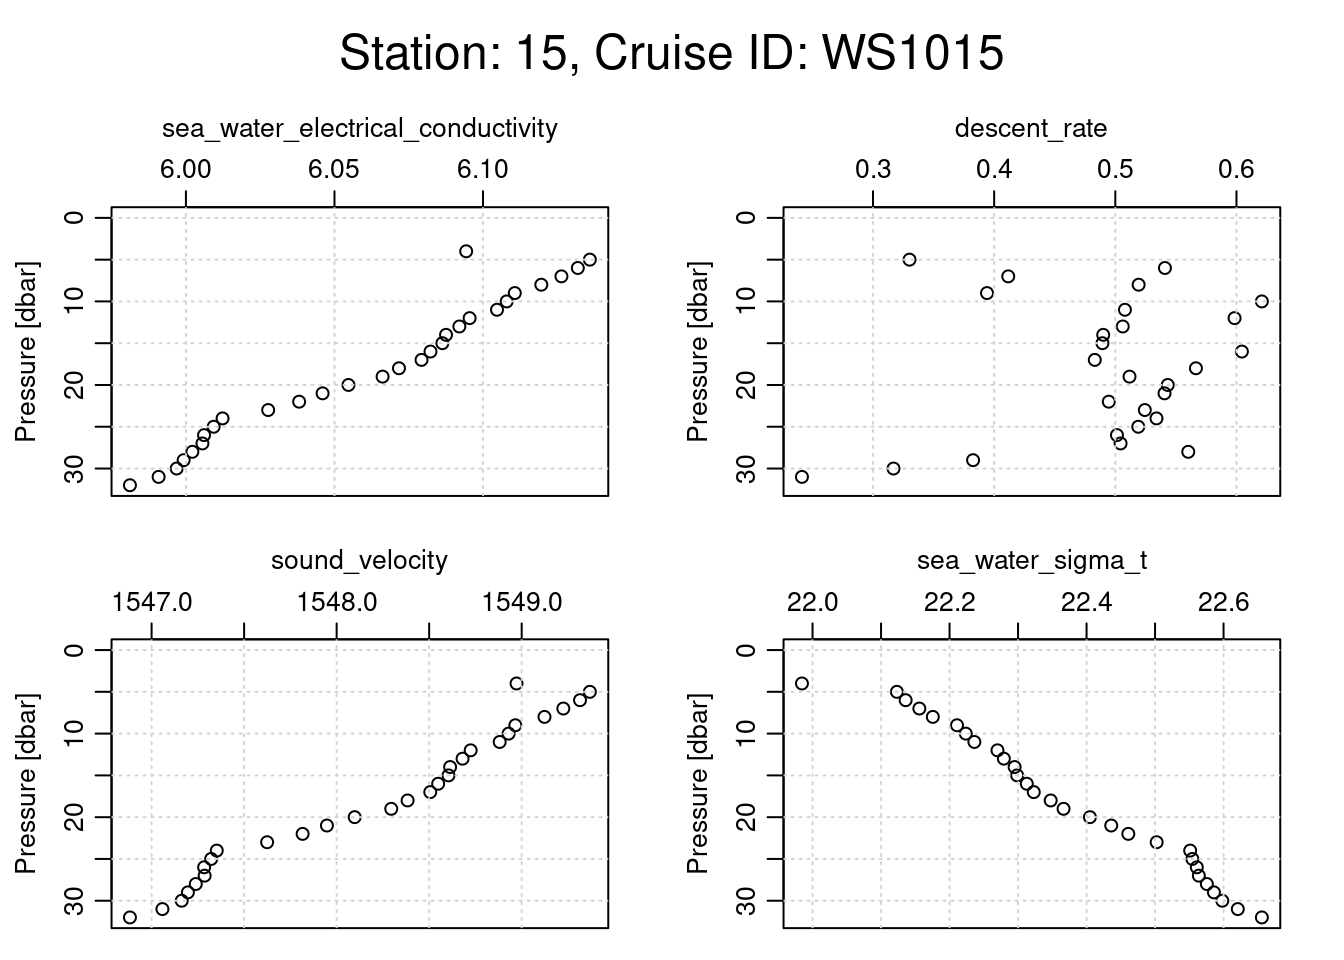 Station: 15, Cruise ID: WS1015
sea_water_electrical_conductivity
6.00 6.05 6.10
Pressure [dbar]
0
10
20
30
descent_rate
0.3 0.4 0.5 0.6
Pressure [dbar]
0
10
20
30
sound_velocity
1547.0 1548.0 1549.0
Pressure [dbar]
0
10
20
30
sea_water_sigma_t
22.0 22.2 22.4 22.6
Pressure [dbar]
0
10
20
30